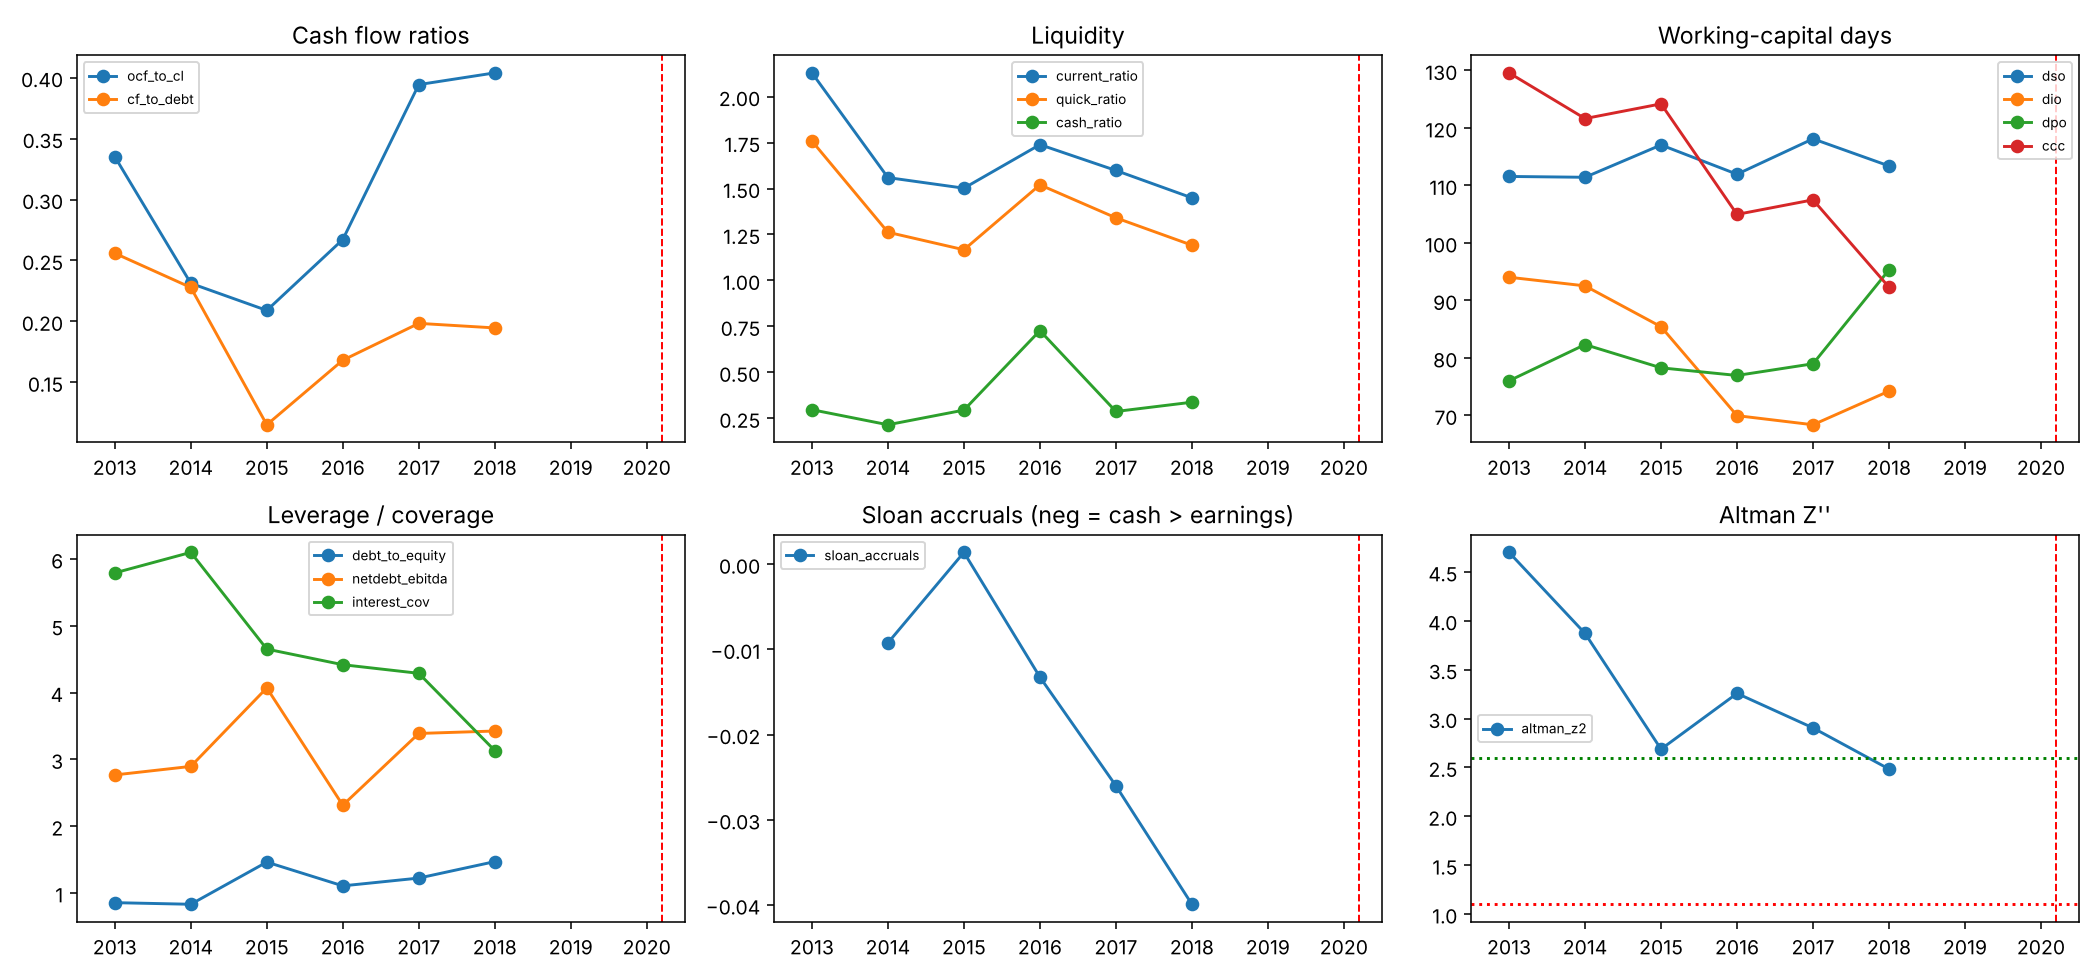 Cash flow ratios
ocf_to_cl
cf_to_debt
0.40
0.35
0.30
0.25
0.20
0.15
2013 2014 2015 2016 2017 2018 2019 2020
Liquidity
current_ratio
quick_ratio
cash_ratio
2.00
1.75
1.50
1.25
1.00
0.75
0.50
0.25
2013 2014 2015 2016 2017 2018 2019 2020
Working-capital days
dso
dio
dpo
ccc
130
120
110
100
90
80
70
2013 2014 2015 2016 2017 2018 2019 2020
Leverage / coverage
debt_to_equity
netdebt_ebitda
interest_cov
6
5
4
3
2
1
2013 2014 2015 2016 2017 2018 2019 2020
Sloan accruals (neg = cash > earnings)
sloan_accruals
0.00
−0.01
−0.02
−0.03
−0.04
2013 2014 2015 2016 2017 2018 2019 2020
Altman Z''
altman_z2
4.5
4.0
3.5
3.0
2.5
2.0
1.5
1.0
2013 2014 2015 2016 2017 2018 2019 2020